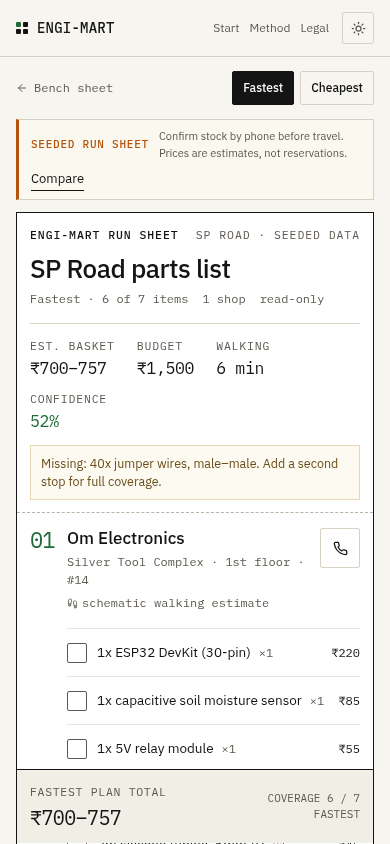 ENGI-MART
Start Method Legal
← Bench sheet
Fastest
Cheapest
SEEDED RUN SHEET
Confirm stock by phone before travel.
Prices are estimates, not reservations.
Compare
ENGI-MART RUN SHEET
SP ROAD · SEEDED DATA
SP Road parts list
Fastest · 6 of 7 items 1 shop read-only
EST. BASKET BUDGET WALKING
₹700–757 ₹1,500 6 min
CONFIDENCE
52%
Missing: 40x jumper wires, male–male. Add a second
stop for full coverage.
01 Om Electronics
Silver Tool Complex · 1st floor ·
#14
schematic walking estimate
1x ESP32 DevKit (30-pin) ×1 ₹220
1x capacitive soil moisture sensor ×1 ₹85
1x 5V relay module ×1 ₹55
FASTEST PLAN TOTAL
₹700–757
COVERAGE 6 / 7
FASTEST